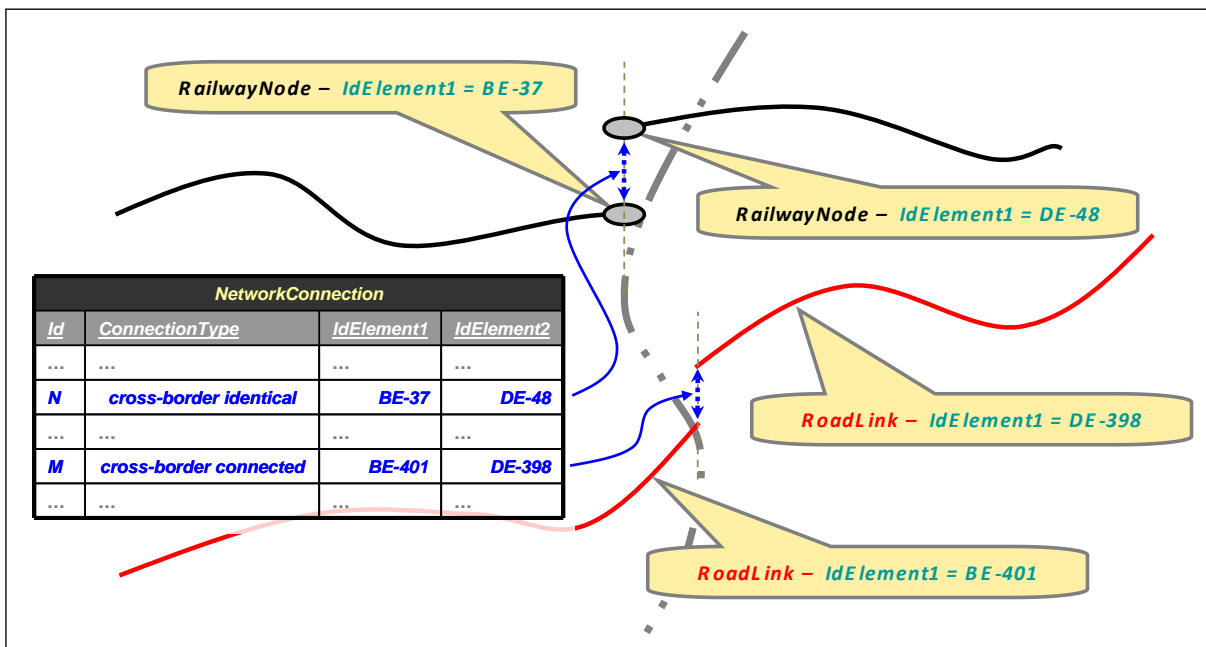 RailwayNode – IdElement1 = BE-37
RailwayNode – IdElement1 = DE-48
NetworkConnection
Id ConnectionType IdElement1 IdElement2
... ... ... ...
N cross-border identical BE-37 DE-48
... ... ... ...
M cross-border connected BE-401 DE-398
... ... ... ...
RoadLink – IdElement1 = DE-398
RoadLink – IdElement1 = BE-401